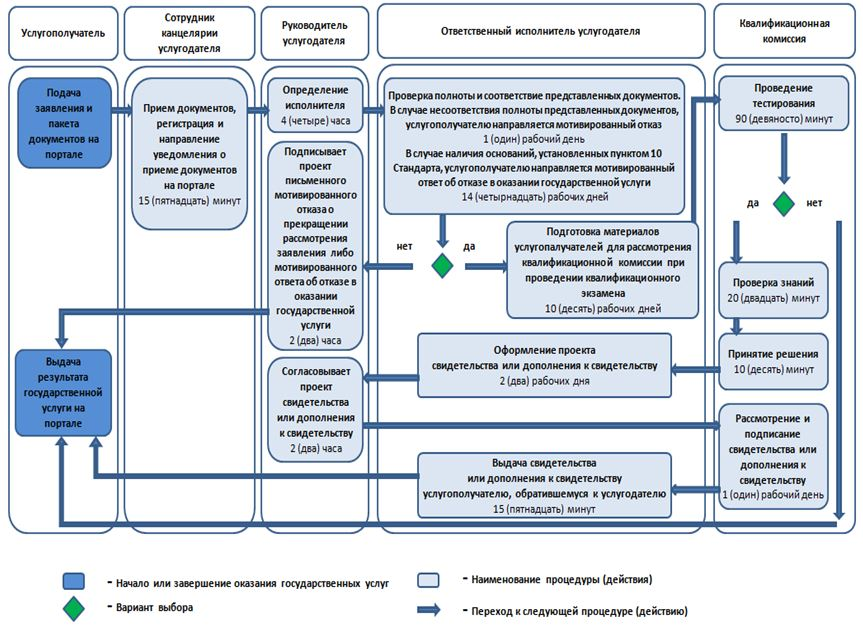 Услугополучатель
Сотрудник
канцелярии
услугодателя
Руководитель
услугодателя
Ответственный исполнитель услугодателя
Квалификационная
комиссия
Подача
заявления и
пакета
документов на
портале
Прием документов,
регистрация и
направление
уведомления о
приеме документов
на портале
15 (пятнадцать) минут
Определение
исполнителя
4 (четыре) часа
Проверка полноты и соответствие представленных документов.
В случае несоответствия полноты представленных документов,
услугополучателю направляется мотивированный отказ
1 (один) рабочий день
В случае наличия оснований, установленных пунктом 10
Стандарта, услугополучателю направляется мотивированный
ответ об отказе в оказании государственной услуги
14 (четырнадцать) рабочих дней
Проведение
тестирования
90 (девяносто) минут
да
нет
Подписывает
проект
письменного
мотивированного
отказа о
прекращении
рассмотрения
заявления либо
мотивированного
ответа об отказе в
оказании
государственной
услуги
2 (два) часа
нет
да
Подготовка материалов
услугопалучателей для рассмотрения
квалификационной комиссии при
проведении квалификационного
экзамена
10 (десять) рабочих дней
Проверка знаний
20 (двадцать) минут
Принятие решения
10 (десять) минут
Оформление проекта
свидетельства или дополнения к свидетельству
2 (два) рабочих дня
Выдача
результата
государственной
услуги на
портале
Согласовывает
проект
свидетельства
или дополнения
к свидетельству
2 (два) часа
Рассмотрение и
подписание
свидетельства или
дополнения к
свидетельству
1 (один) рабочий день
Выдача свидетельства
или дополнения к свидетельству
услугополучателю, обратившемуся к услугодателю
15 (пятнадцать) минут
- Начало или завершение оказания государственных услуг
- Наименование процедуры (действия)
- Вариант выбора
- Переход к следующей процедуре (действию)